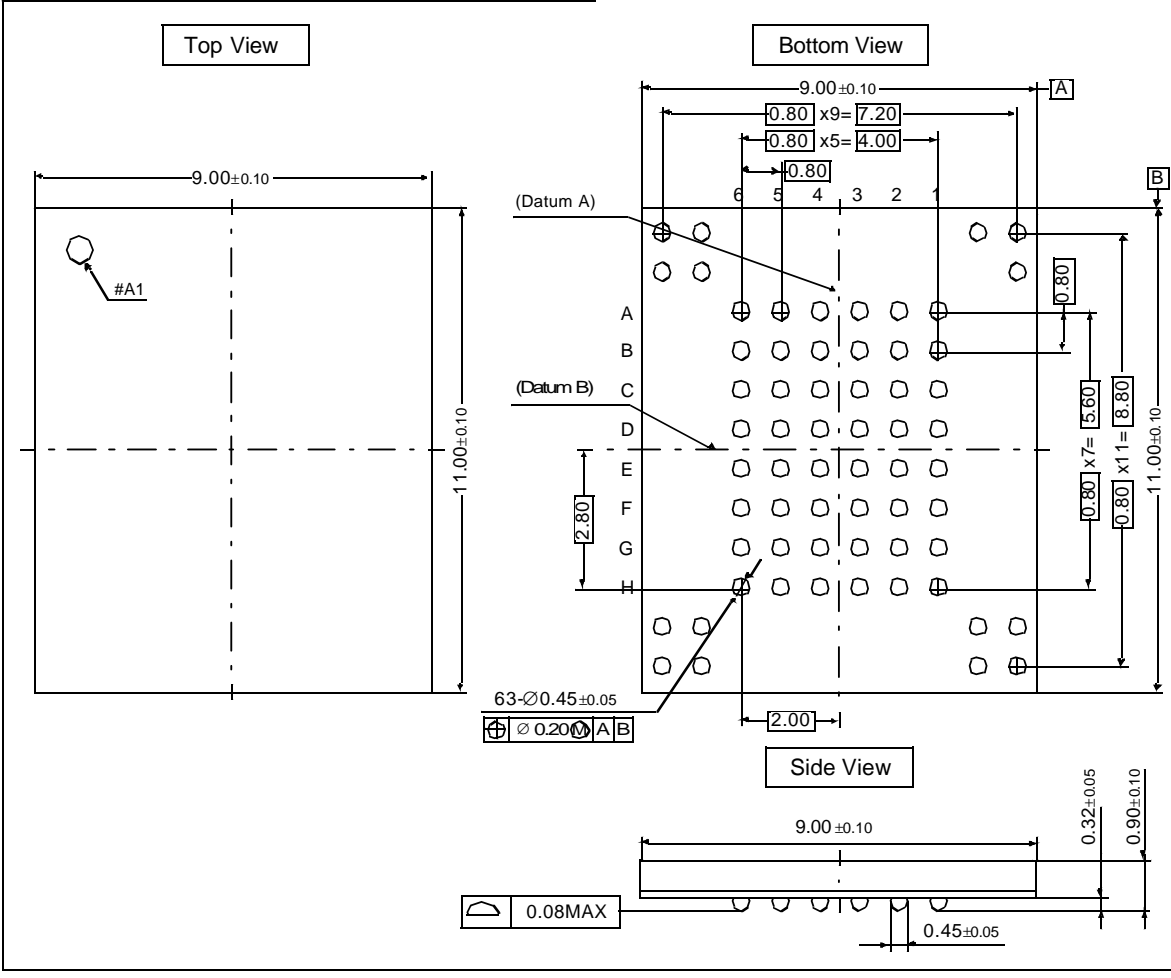 Top View
Bottom View
9.00±0.10
A
0.80 x9= 7.20
0.80 x5= 4.00
0.80
B
6 5 4 3 2 1
9.00±0.10
(Datum A)
#A1
0.80
A
B
C
D
E
F
G
H
(Datum B)
11.00±0.10
2.80
0.80 x7= 5.60
0.80 x11= 8.80
11.00±0.10
63-∅0.45±0.05
∅ 0.20 M A B
2.00
Side View
9.00±0.10
0.32±0.05
0.90±0.10
0.08MAX
0.45±0.05